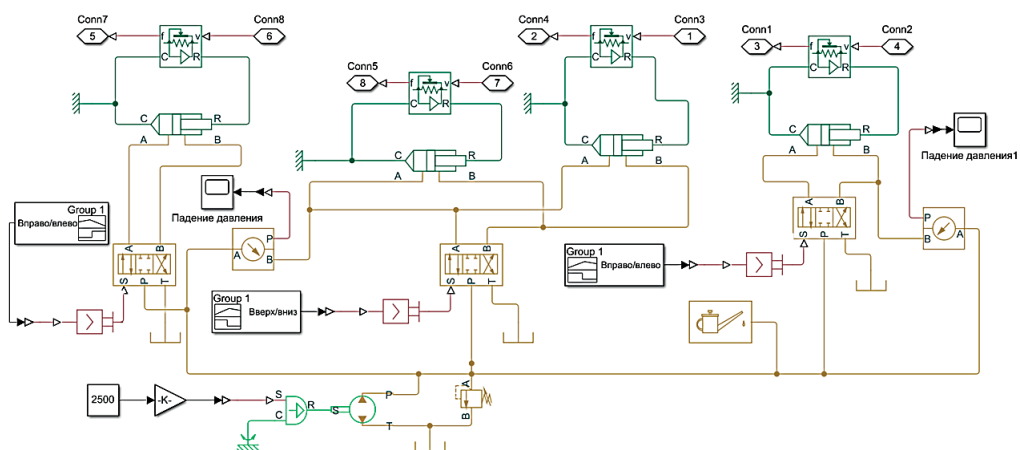 Conn7
Conn8
5
f
v
6
C
R
Conn4
Conn3
2
f
v
1
C
R
Conn1
Conn2
3
f
v
4
C
R
Conn5
Conn6
8
f
v
7
C
R
C
R
A
B
C
R
A
B
C
R
A
B
C
R
A
B
Падение давления1
Падение давления
Group 1
Вправо/влево
A
B
S
P
T
P
A
B
A
B
S
P
T
Group 1
Вверх/вниз
Group 1
Вправо/влево
A
B
S
P
T
P
A
B
2500
-K-
S
C
R
S
P
T
A
B